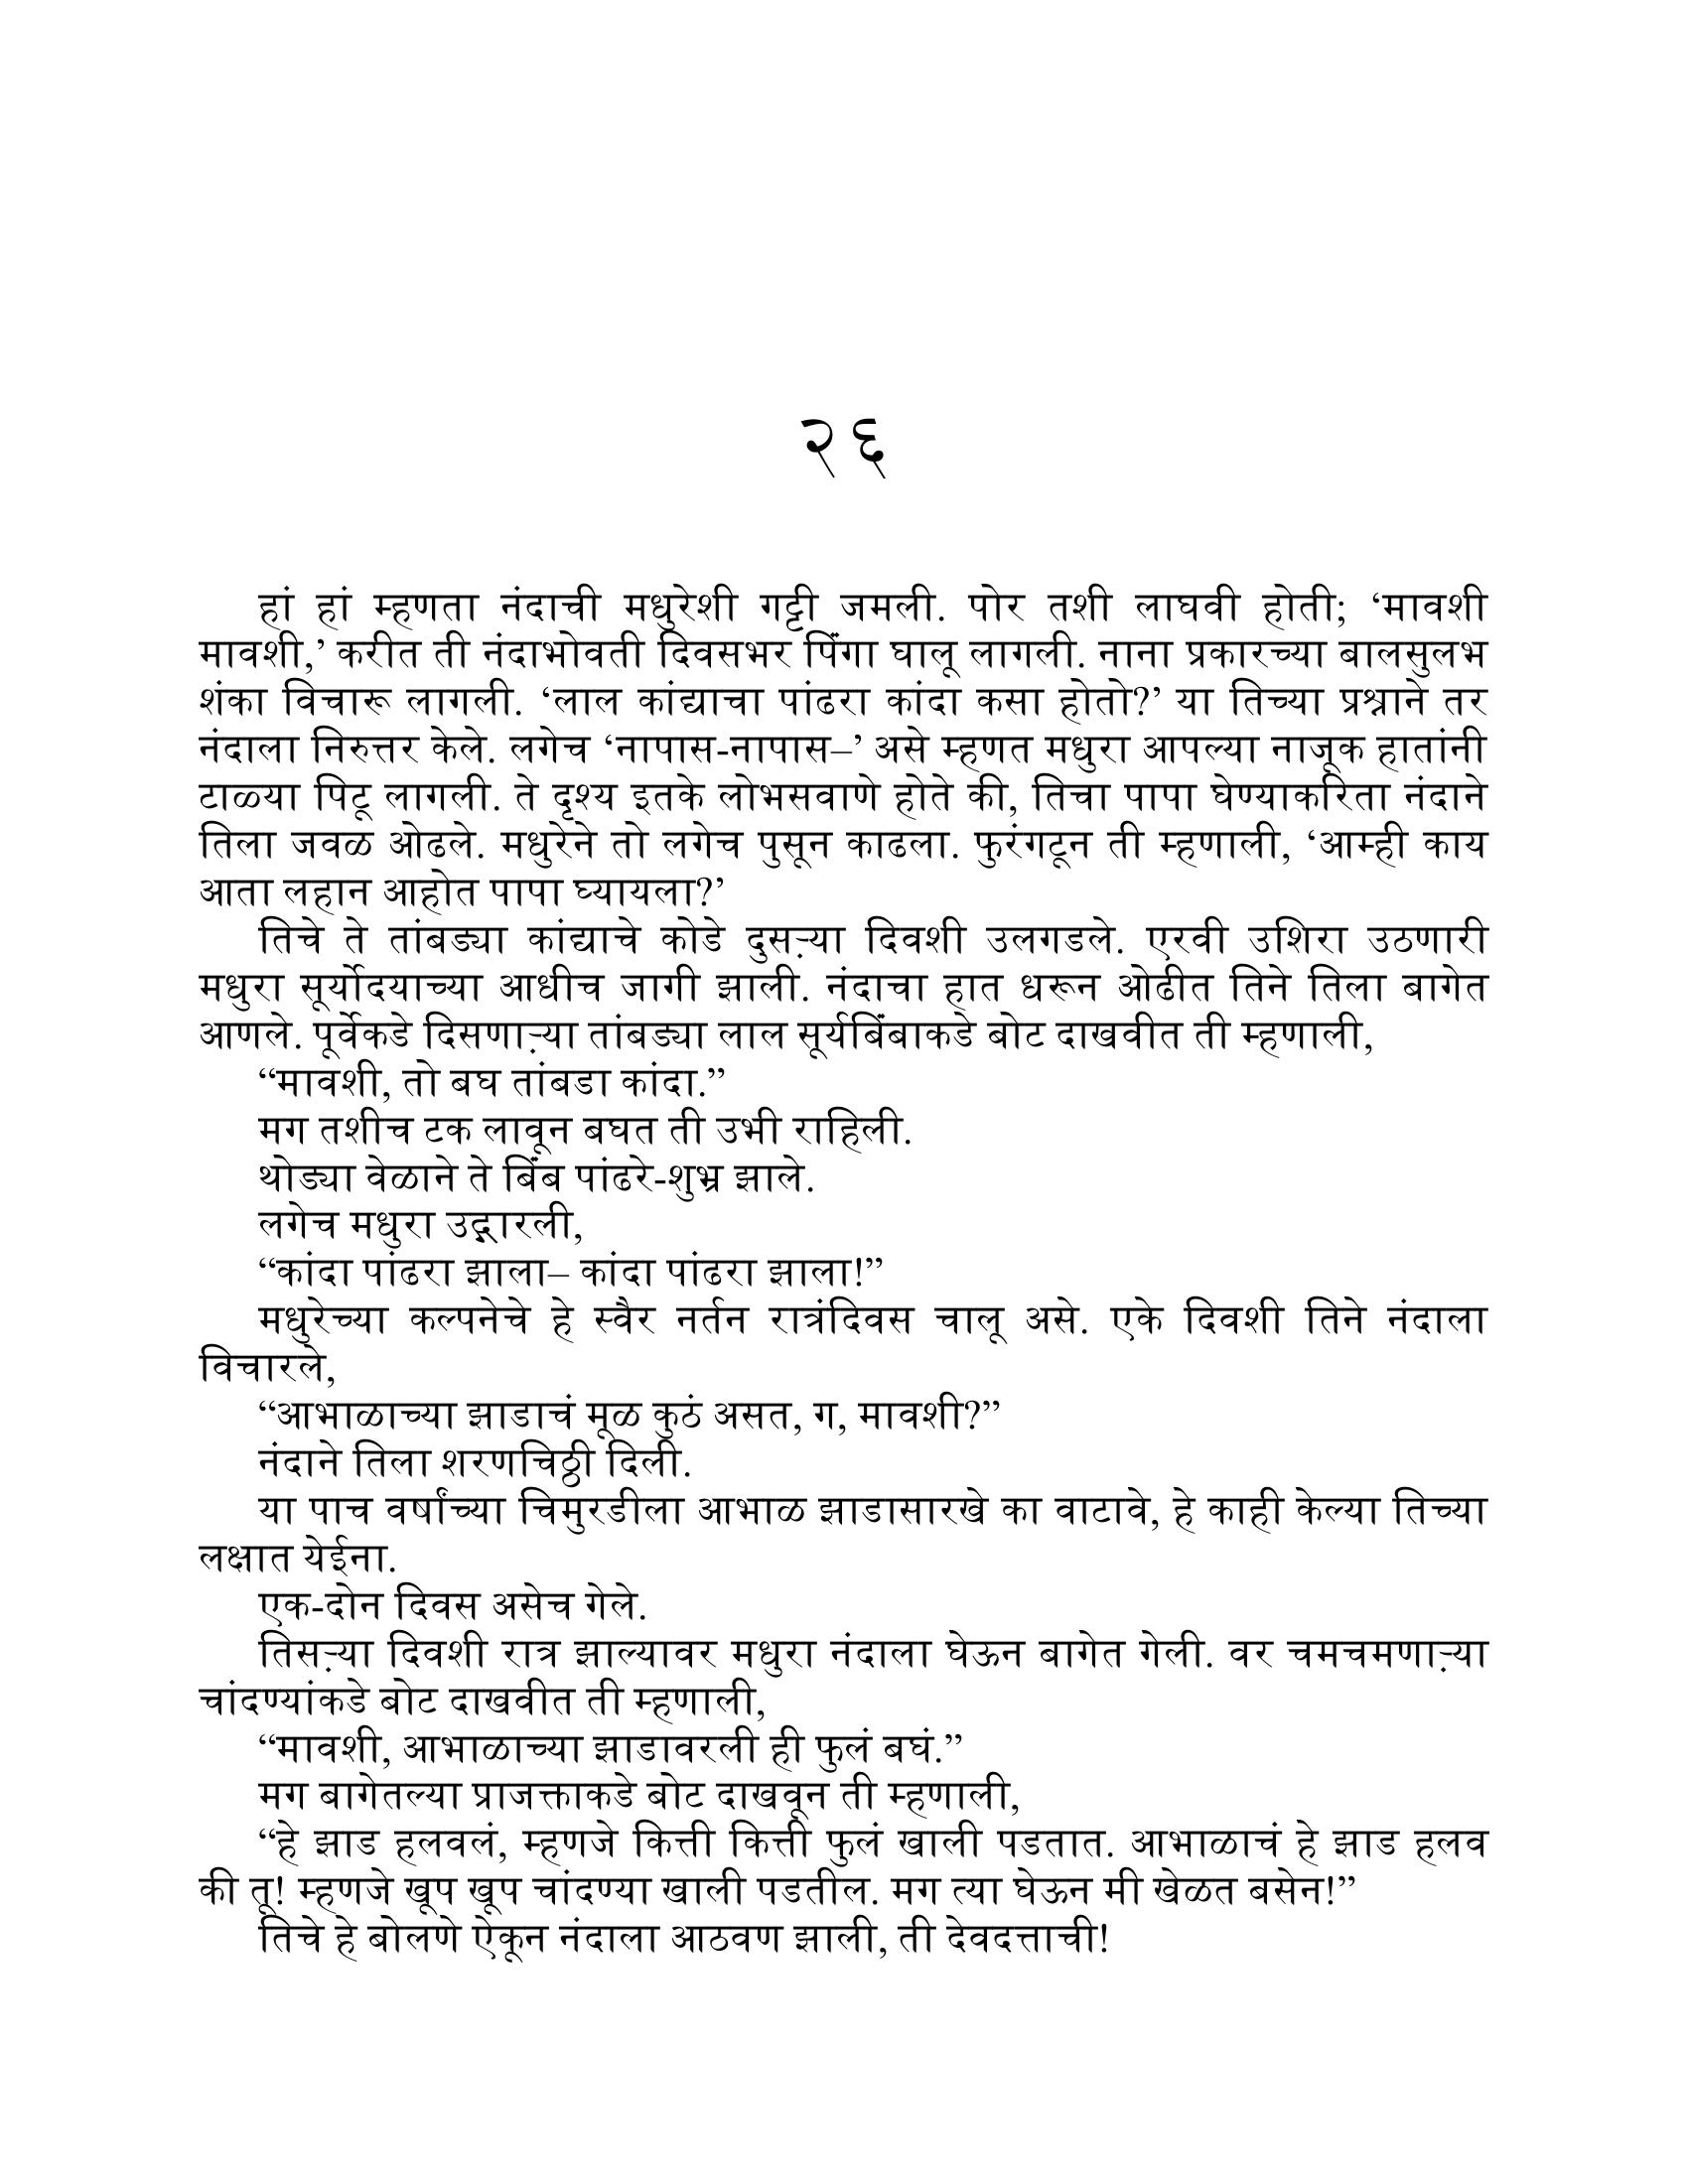 २६
हां हां म्हणता नंदाची मधुरेशी गट्टी जमली. पोर तशी लाघवी होती; ‘मावशी
मावशी,’ करीत ती नंदाभोवती दिवसभर पिंगा घालू लागली. नाना प्रकारच्या बालसुलभ
शंका विचारू लागली. ‘लाल कांद्याचा पांढरा कांदा कसा होतो?’ या तिच्या प्रश्नाने तर
नंदाला निरुत्तर केले. लगेच ‘नापास-नापास–’ असे म्हणत मधुरा आपल्या नाजूक हातांनी
टाळ्या पिटू लागली. ते दृश्य इतके लोभसवाणे होते की, तिचा पापा घेण्याकरिता नंदाने
तिला जवळ ओढले. मधुरेने तो लगेच पुसून काढला. फुरंगटून ती म्हणाली, ‘आम्ही काय
आता लहान आहोत पापा घ्यायला?’
तिचे ते तांबड्या कांद्याचे कोडे दुसऱ्या दिवशी उलगडले. एरवी उशिरा उठणारी
मधुरा सूर्योदयाच्या आधीच जागी झाली. नंदाचा हात धरून ओढीत तिने तिला बागेत
आणले. पूर्वेकडे दिसणाऱ्या तांबड्या लाल सूर्यबिंबाकडे बोट दाखवीत ती म्हणाली,
“मावशी, तो बघ तांबडा कांदा.”
मग तशीच टक लावून बघत ती उभी राहिली.
थोड्या वेळाने ते बिंब पांढरे-शुभ्र झाले.
लगेच मधुरा उद्गारली,
“कांदा पांढरा झाला– कांदा पांढरा झाला!”
मधुरेच्या कल्पनेचे हे स्वैर नर्तन रात्रंदिवस चालू असे. एके दिवशी तिने नंदाला
विचारले,
“आभाळाच्या झाडाचं मूळ कुठं असत, ग, मावशी?”
नंदाने तिला शरणचिठ्ठी दिली.
या पाच वर्षांच्या चिमुरडीला आभाळ झाडासारखे का वाटावे, हे काही केल्या तिच्या
लक्षात येईना.
एक-दोन दिवस असेच गेले.
तिसऱ्या दिवशी रात्र झाल्यावर मधुरा नंदाला घेऊन बागेत गेली. वर चमचमणाऱ्या
चांदण्यांकडे बोट दाखवीत ती म्हणाली,
“मावशी, आभाळाच्या झाडावरली ही फुलं बघं.”
मग बागेतल्या प्राजक्ताकडे बोट दाखवून ती म्हणाली,
“हे झाड हलवलं, म्हणजे कित्ती कित्ती फुलं खाली पडतात. आभाळाचं हे झाड हलव
की तू! म्हणजे खूप खूप चांदण्या खाली पडतील. मग त्या घेऊन मी खेळत बसेन!”
तिचे हे बोलणे ऐकून नंदाला आठवण झाली, ती देवदत्ताची!